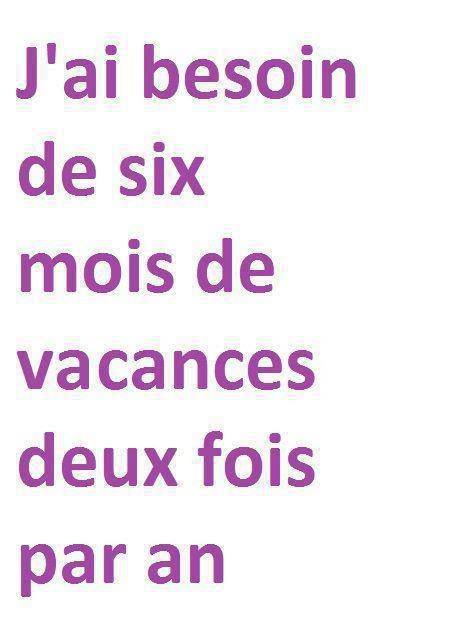 J'ai besoin
de six
mois de
vacances
deux fois
par an